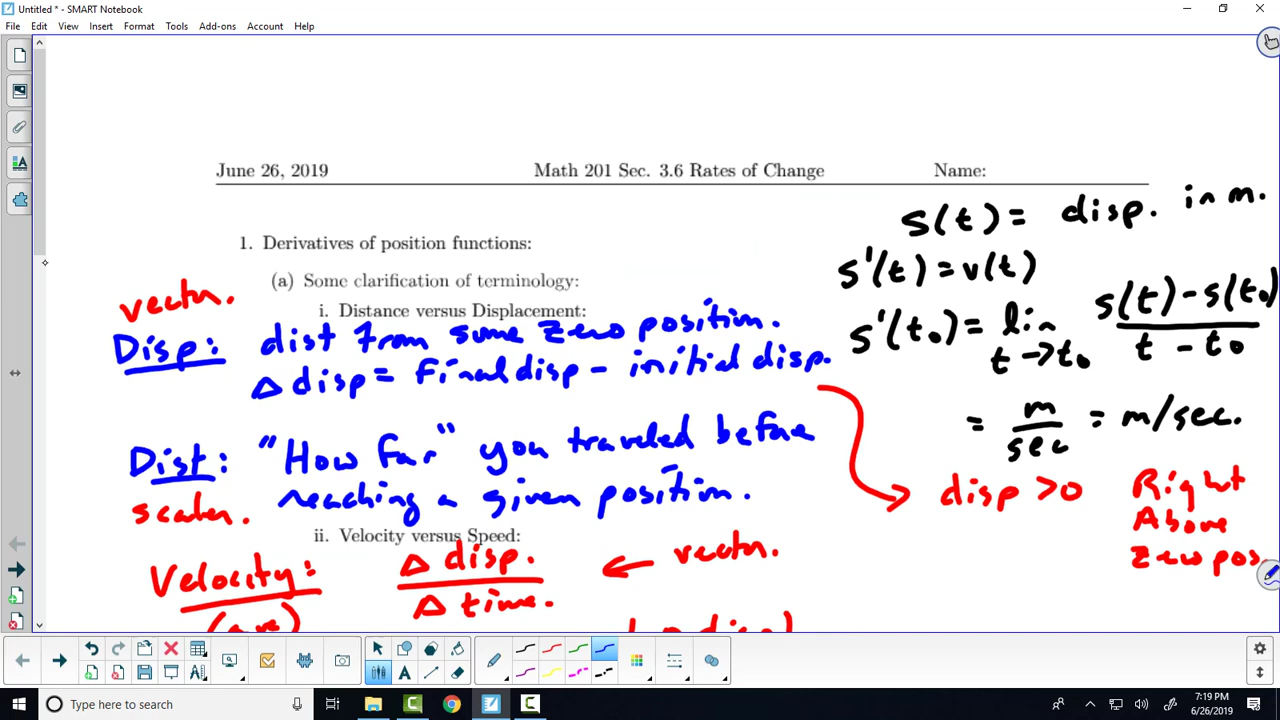 Untitled * - SMART Notebook
File Edit View Insert Format Tools Add-ons Account Help
June 26, 2019 Math 201 Sec. 3.6 Rates of Change Name:
s(t) = disp. in m.
1. Derivatives of position functions:
s'(t) = v(t)
(a) Some clarification of terminology:
vector.
i. Distance versus Displacement:
s'(t₀) = lim t→t₀ s(t) - s(t₀) / t - t₀
Disp: dist from some zero position.
Δ disp = final disp - initial disp.
= m/sec = m/sec.
Dist: "How far" you traveled before
reaching a given position.
scaler.
disp >0 Right
Above
zero pos.
ii. Velocity versus Speed:
Velocity: Δ disp. / Δ time. ← vector.
(ave)
Type here to search
7:19 PM
6/26/2019